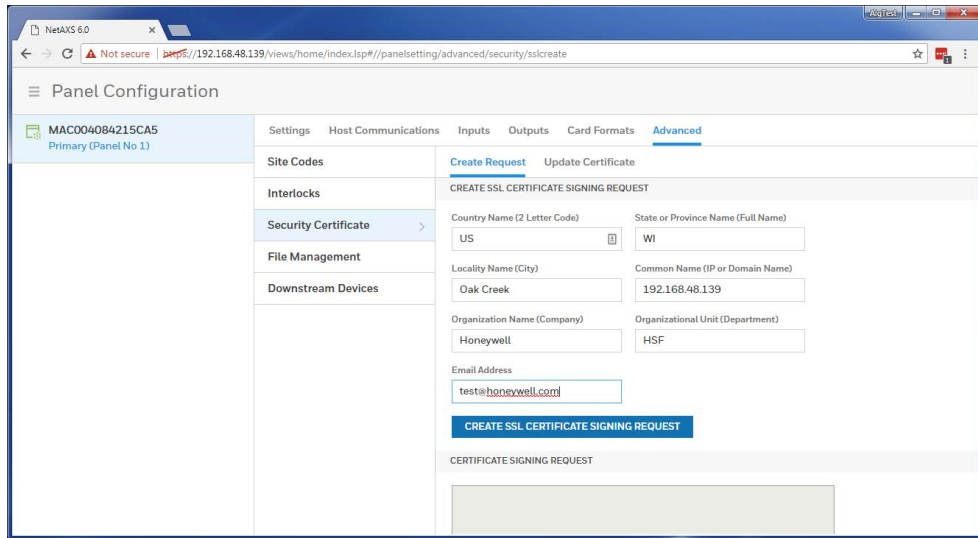 AlgTest
NetAXS 6.0
Not secure | https://192.168.48.139/views/home/index.lsp#//panelsetting/advanced/security/sslcreate
Panel Configuration
MAC004084215CA5
Primary (Panel No 1)
Settings Host Communications Inputs Outputs Card Formats Advanced
Site Codes
Interlocks
Security Certificate
File Management
Downstream Devices
Create Request Update Certificate
CREATE SSL CERTIFICATE SIGNING REQUEST
Country Name (2 Letter Code) State or Province Name (Full Name)
US WI
Locality Name (City) Common Name (IP or Domain Name)
Oak Creek 192.168.48.139
Organization Name (Company) Organizational Unit (Department)
Honeywell HSF
Email Address
test@honeywell.com
CREATE SSL CERTIFICATE SIGNING REQUEST
CERTIFICATE SIGNING REQUEST